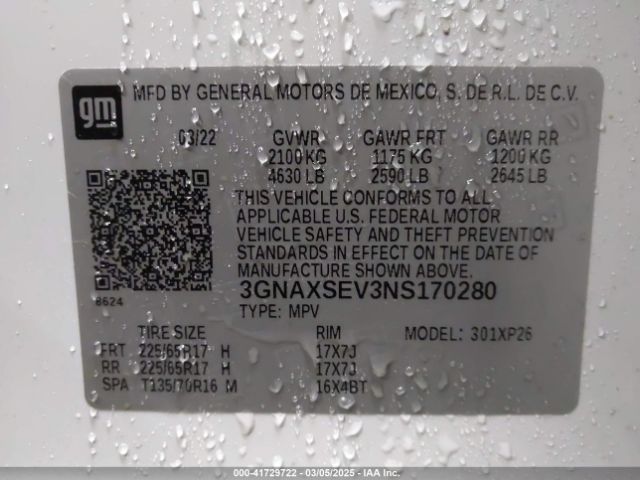 gm MFD BY GENERAL MOTORS DE MEXICO, S. DE R.L. DE C.V.
03/22 GVWR GAWR FRT GAWR RR
2100 KG 1175 KG 1200 KG
4630 LB 2590 LB 2645 LB
THIS VEHICLE CONFORMS TO ALL
APPLICABLE U.S. FEDERAL MOTOR
VEHICLE SAFETY AND THEFT PREVENTION
STANDARDS IN EFFECT ON THE DATE OF
MANUFACTURE SHOWN ABOVE.
8624 3GNAXSEV3NS170280
TYPE: MPV
TIRE SIZE RIM MODEL: 301XP26
FRT 225/65R17 H 17X7J
RR 225/65R17 H 17X7J
SPA T135/70R16 M 16X4BT
000-41729722 — 03/05/2025 — IAA Inc.